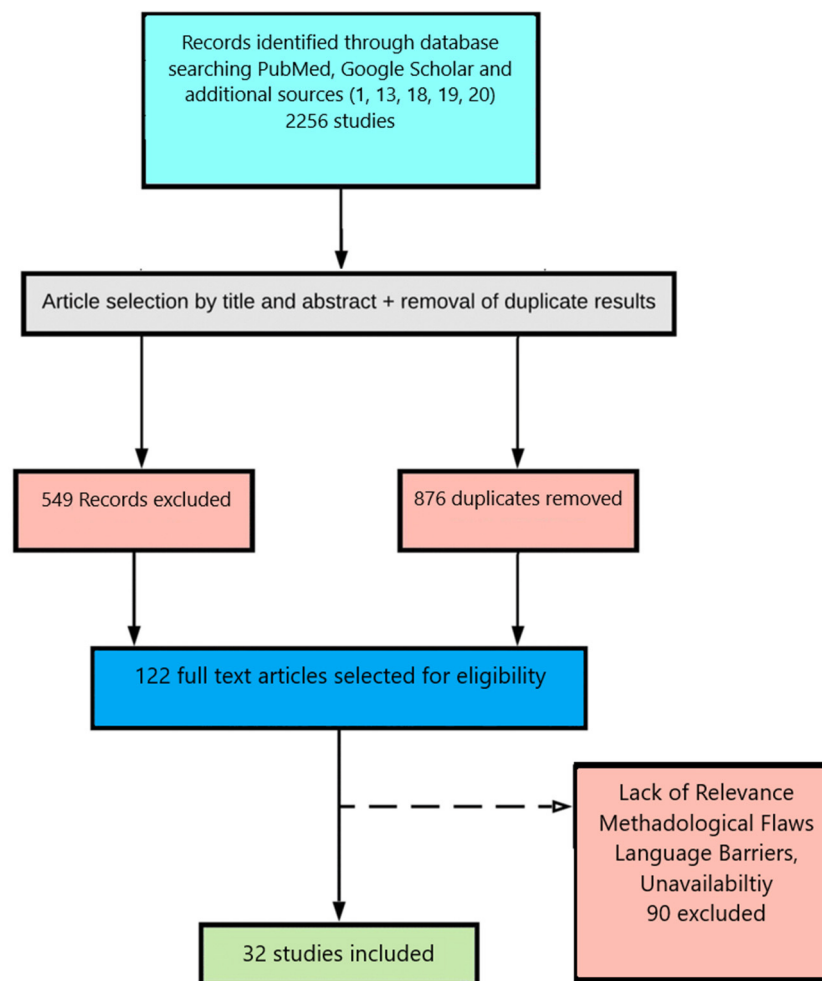 Records identified through database
searching PubMed, Google Scholar and
additional sources (1, 13, 18, 19, 20)
2256 studies
Article selection by title and abstract + removal of duplicate results
549 Records excluded
876 duplicates removed
122 full text articles selected for eligibility
Lack of Relevance
Methadological Flaws
Language Barriers,
Unavailabiltiy
90 excluded
32 studies included